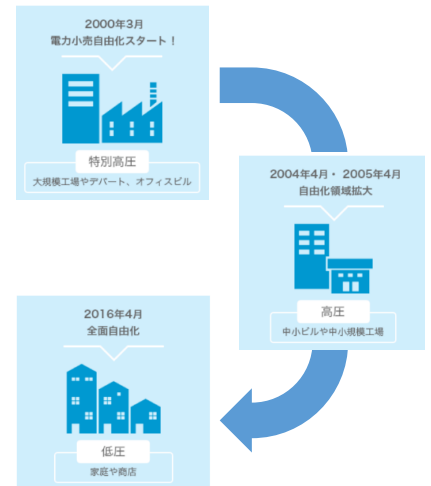 2000年3月
電力小売自由化スタート！
特別高圧
大規模工場やデパート、オフィスビル
2004年4月・ 2005年4月
自由化領域拡大
高圧
中小ビルや中小規模工場
2016年4月
全面自由化
低圧
家庭や商店